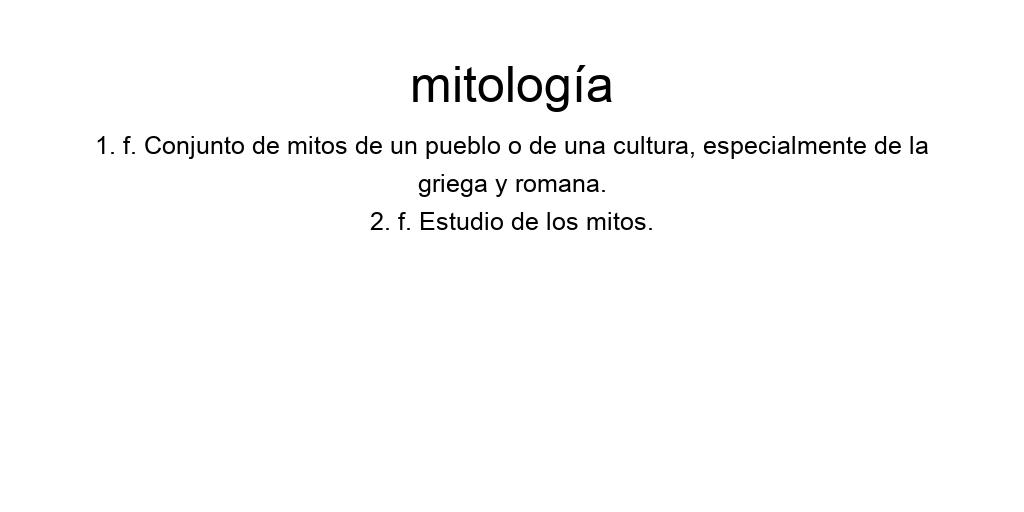 mitología
1. f. Conjunto de mitos de un pueblo o de una cultura, especialmente de la
griega y romana.
2. f. Estudio de los mitos.